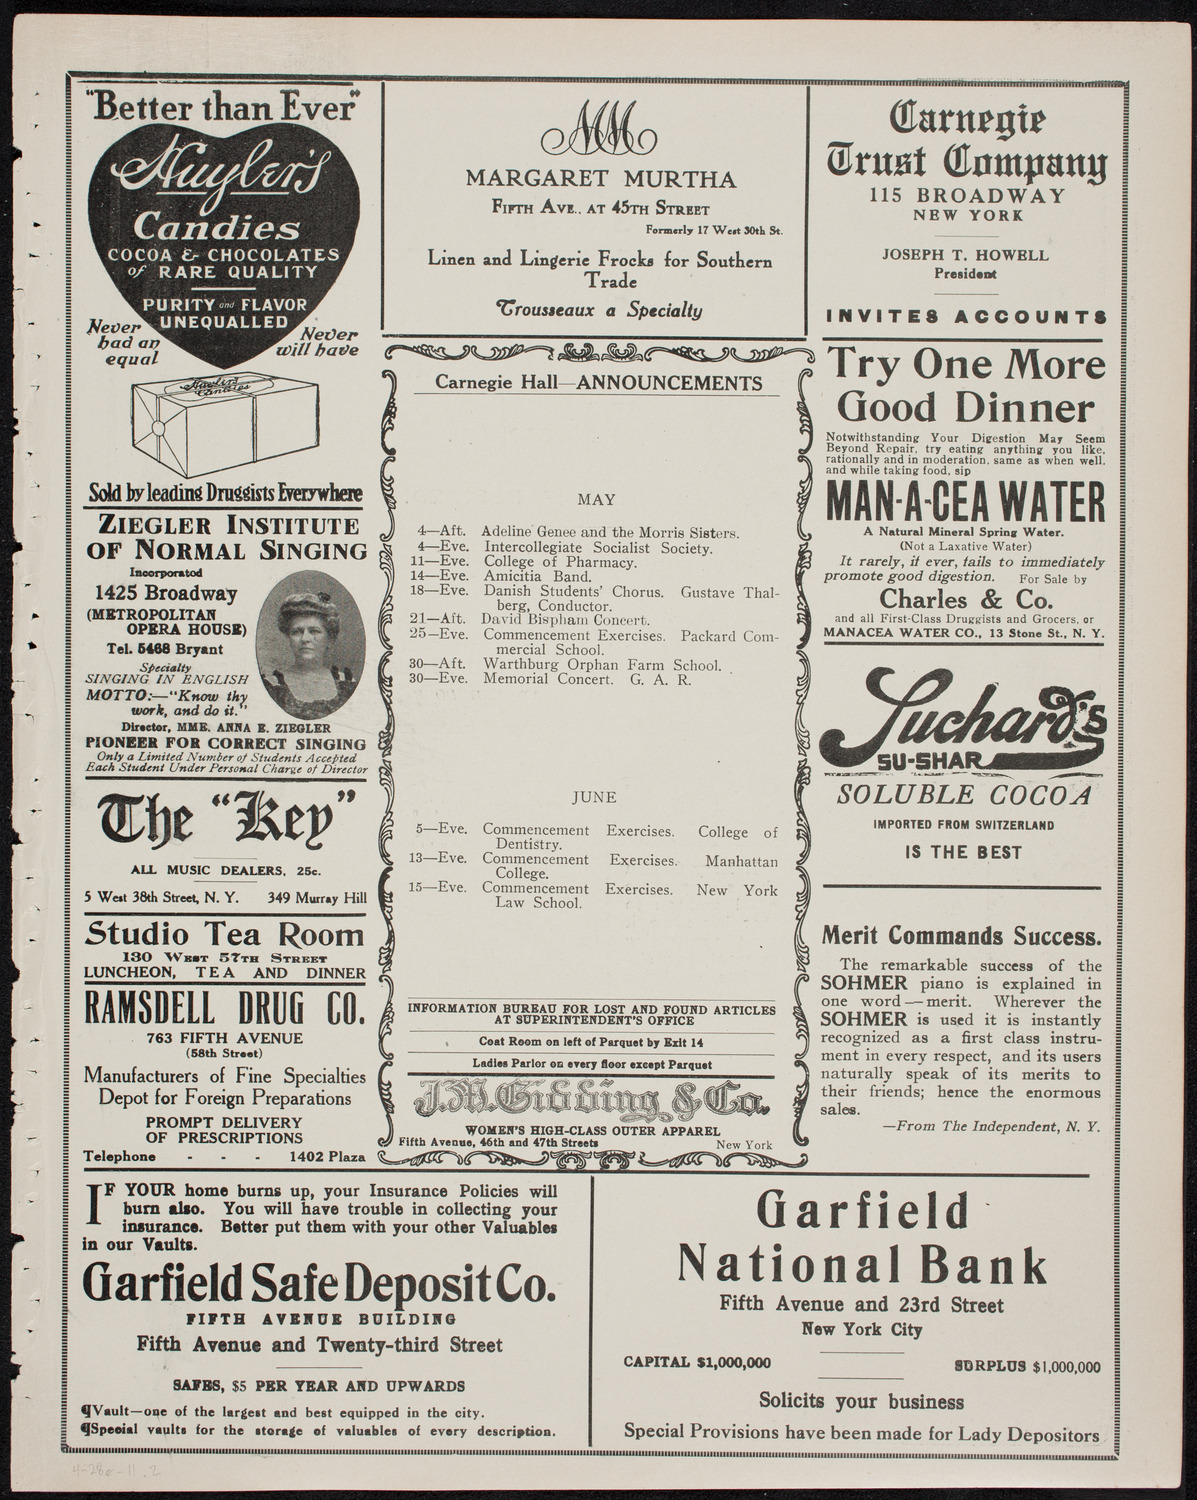 "Better than Ever"
Huyler's
Candies
COCOA & CHOCOLATES
of RARE QUALITY
PURITY and FLAVOR
UNEQUALLED
Never
had an
equal
Never
will have
Huyler's
Candies
Sold by leading Druggists Everywhere
ZIEGLER INSTITUTE
OF NORMAL SINGING
Incorporated
1425 Broadway
(METROPOLITAN
OPERA HOUSE)
Tel. 5468 Bryant
Specialty
SINGING IN ENGLISH
MOTTO:—"Know thy
work, and do it."
Director, MME. ANNA E. ZIEGLER
PIONEER FOR CORRECT SINGING
Only a Limited Number of Students Accepted
Each Student Under Personal Charge of Director
The "Key"
ALL MUSIC DEALERS, 25c.
5 West 38th Street, N. Y. 349 Murray Hill
Studio Tea Room
130 WEST 57TH STREET
LUNCHEON, TEA AND DINNER
RAMSDELL DRUG CO.
763 FIFTH AVENUE
(58th Street)
Manufacturers of Fine Specialties
Depot for Foreign Preparations
PROMPT DELIVERY
OF PRESCRIPTIONS
Telephone - - - 1402 Plaza
MM
MARGARET MURTHA
FIFTH AVE., AT 45TH STREET
Formerly 17 West 30th St.
Linen and Lingerie Frocks for Southern
Trade
Trousseaux a Specialty
Carnegie Hall—ANNOUNCEMENTS
MAY
4—Aft. Adeline Genee and the Morris Sisters.
4—Eve. Intercollegiate Socialist Society.
11—Eve. College of Pharmacy.
14—Eve. Amicitia Band.
18—Eve. Danish Students' Chorus. Gustave Thal-
berg, Conductor.
21—Aft. David Bispham Concert.
25—Eve. Commencement Exercises. Packard Com-
mercial School.
30—Aft. Warthburg Orphan Farm School.
30—Eve. Memorial Concert. G. A. R.
JUNE
5—Eve. Commencement Exercises. College of
Dentistry.
13—Eve. Commencement Exercises. Manhattan
College.
15—Eve. Commencement Exercises. New York
Law School.
INFORMATION BUREAU FOR LOST AND FOUND ARTICLES
AT SUPERINTENDENT'S OFFICE
Coat Room on left of Parquet by Exit 14
Ladies Parlor on every floor except Parquet
J.M. Gidding & Co.
WOMEN'S HIGH-CLASS OUTER APPAREL
Fifth Avenue, 46th and 47th Streets New York
Carnegie
Trust Company
115 BROADWAY
NEW YORK
JOSEPH T. HOWELL
President
INVITES ACCOUNTS
Try One More
Good Dinner
Notwithstanding Your Digestion May Seem
Beyond Repair, try eating anything you like,
rationally and in moderation, same as when well,
and while taking food, sip
MAN-A-CEA WATER
A Natural Mineral Spring Water.
(Not a Laxative Water)
It rarely, if ever, fails to immediately
promote good digestion. For Sale by
Charles & Co.
and all First-Class Druggists and Grocers, or
MANACEA WATER CO., 13 Stone St., N. Y.
Suchard's
SU-SHAR
SOLUBLE COCOA
IMPORTED FROM SWITZERLAND
IS THE BEST
Merit Commands Success.
The remarkable success of the
SOHMER piano is explained in
one word—merit. Wherever the
SOHMER is used it is instantly
recognized as a first class instru-
ment in every respect, and its users
naturally speak of its merits to
their friends; hence the enormous
sales.
—From The Independent, N. Y.
IF YOUR home burns up, your Insurance Policies will
burn also. You will have trouble in collecting your
insurance. Better put them with your other Valuables
in our Vaults.
Garfield Safe Deposit Co.
FIFTH AVENUE BUILDING
Fifth Avenue and Twenty-third Street
SAFES, $5 PER YEAR AND UPWARDS
¶Vault—one of the largest and best equipped in the city.
¶Special vaults for the storage of valuables of every description.
Garfield
National Bank
Fifth Avenue and 23rd Street
New York City
CAPITAL $1,000,000 SURPLUS $1,000,000
Solicits your business
Special Provisions have been made for Lady Depositors